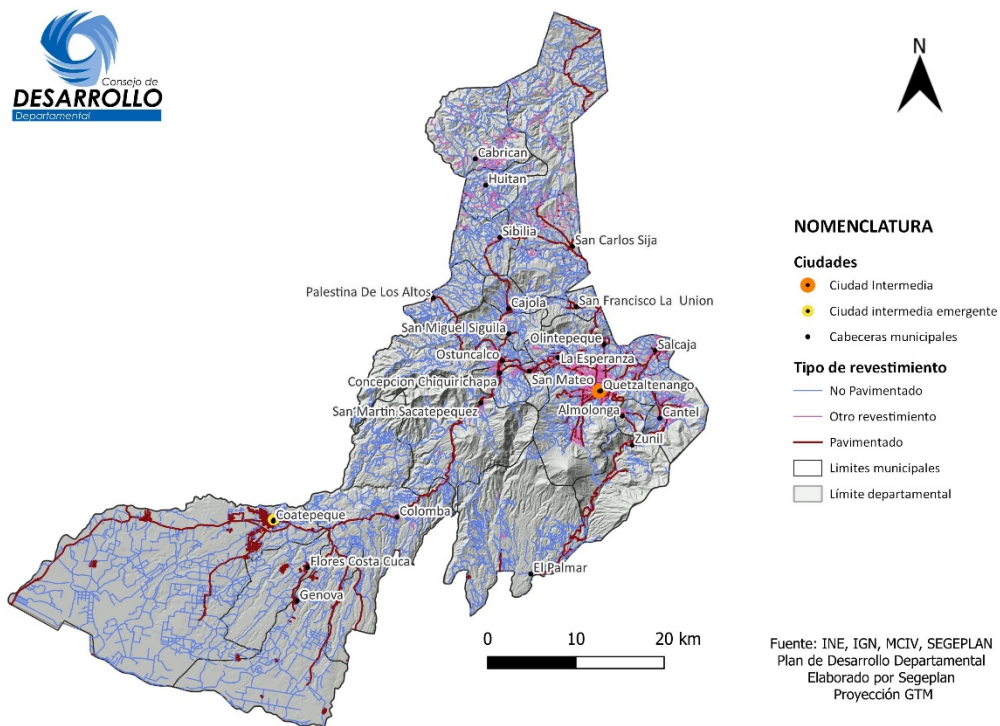 Consejo de
DESARROLLO
Departamental
N
Cabrican
Huitan
Sibilia
San Carlos Sija
Palestina De Los Altos
Cajola
San Francisco La Union
San Miguel Siguila
Olintepeque
Salcaja
Ostuncalco
La Esperanza
Concepcion Chiquirichapa
San Mateo
Quetzaltenango
San Martin Sacatepequez
Almolonga
Cantel
Zunil
Coatepeque
Colomba
Flores Costa Cuca
El Palmar
Genova
0 10 20 km
NOMENCLATURA
Ciudades
Ciudad Intermedia
Ciudad intermedia emergente
Cabeceras municipales
Tipo de revestimiento
No Pavimentado
Otro revestimiento
Pavimentado
Limites municipales
Límite departamental
Fuente: INE, IGN, MCIV, SEGEPLAN
Plan de Desarrollo Departamental
Elaborado por Segeplan
Proyección GTM